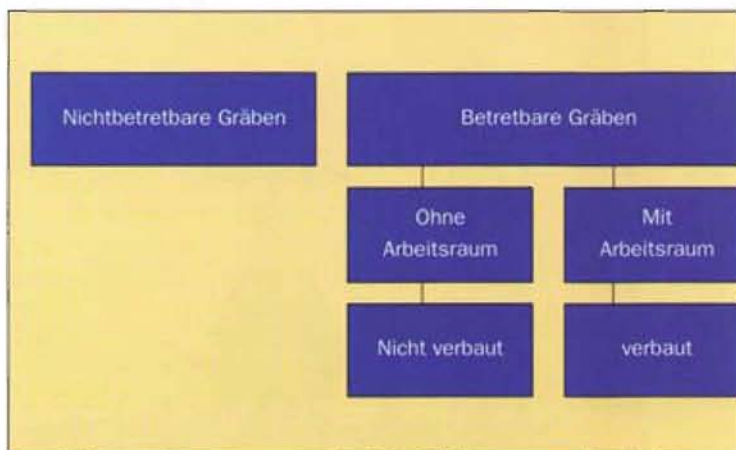 Nichtbetretbare Gräben
Betretbare Gräben
Ohne
Arbeitsraum
Mit
Arbeitsraum
Nicht verbaut
verbaut